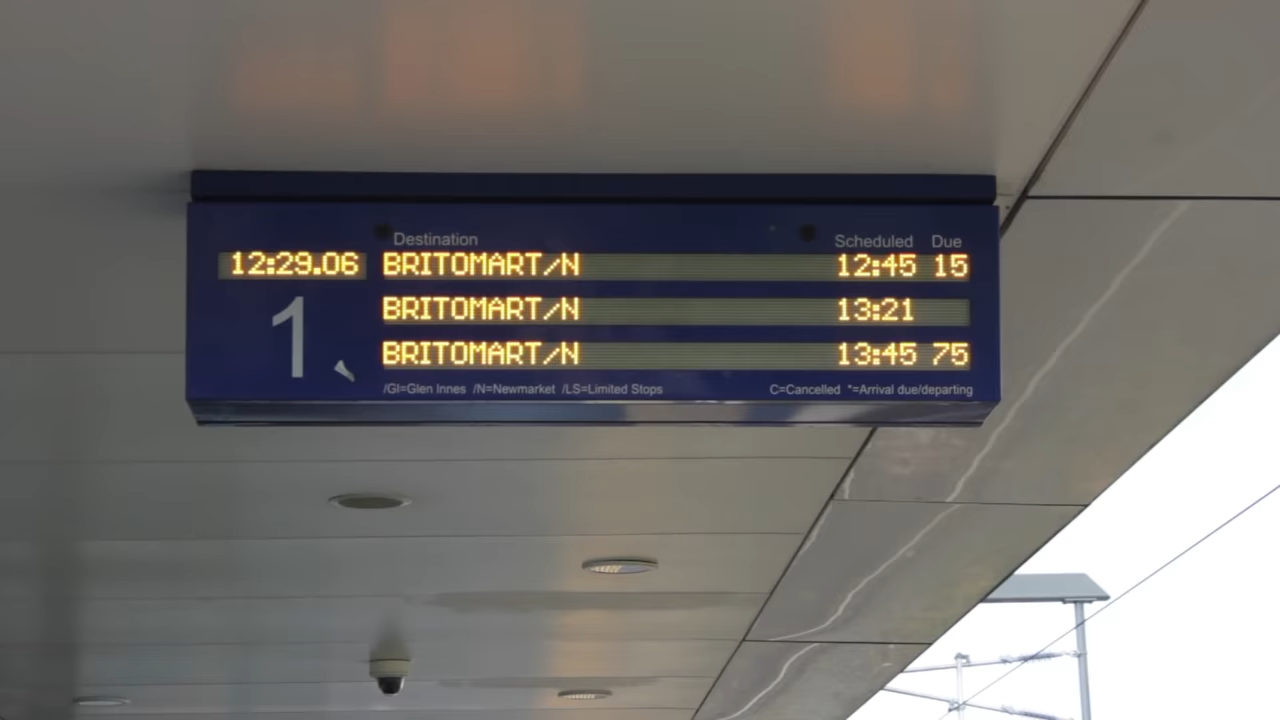 Destination Scheduled Due
12:29.06 BRITOMART/N 12:45 15
1 BRITOMART/N 13:21
BRITOMART/N 13:45 75
/GI=Glen Innes /N=Newmarket /LS=Limited Stops C=Cancelled *=Arrival due/departing